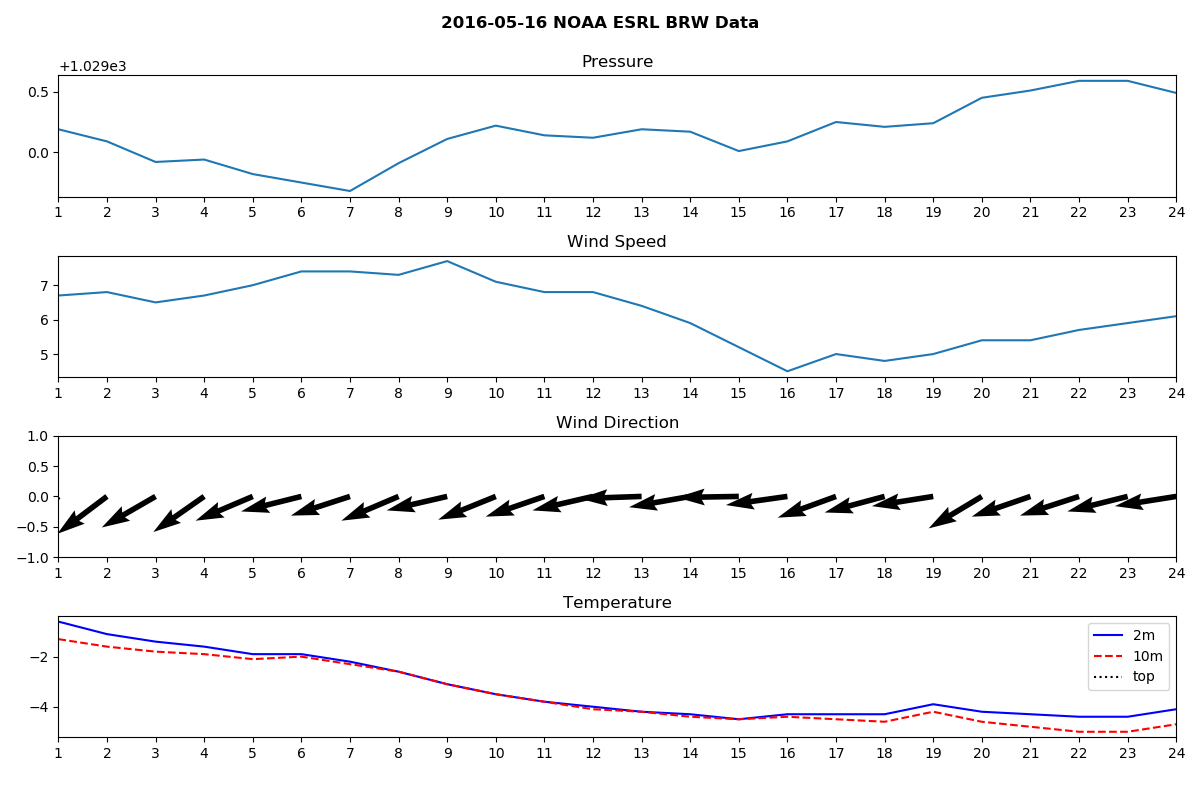 2016-05-16 NOAA ESRL BRW Data
Pressure
+1.029e3
0.5
0.0
1 2 3 4 5 6 7 8 9 10 11 12 13 14 15 16 17 18 19 20 21 22 23 24
Wind Speed
7
6
5
1 2 3 4 5 6 7 8 9 10 11 12 13 14 15 16 17 18 19 20 21 22 23 24
Wind Direction
1.0
0.5
0.0
−0.5
−1.0
1 2 3 4 5 6 7 8 9 10 11 12 13 14 15 16 17 18 19 20 21 22 23 24
Temperature
2m
10m
top
−2
−4
1 2 3 4 5 6 7 8 9 10 11 12 13 14 15 16 17 18 19 20 21 22 23 24